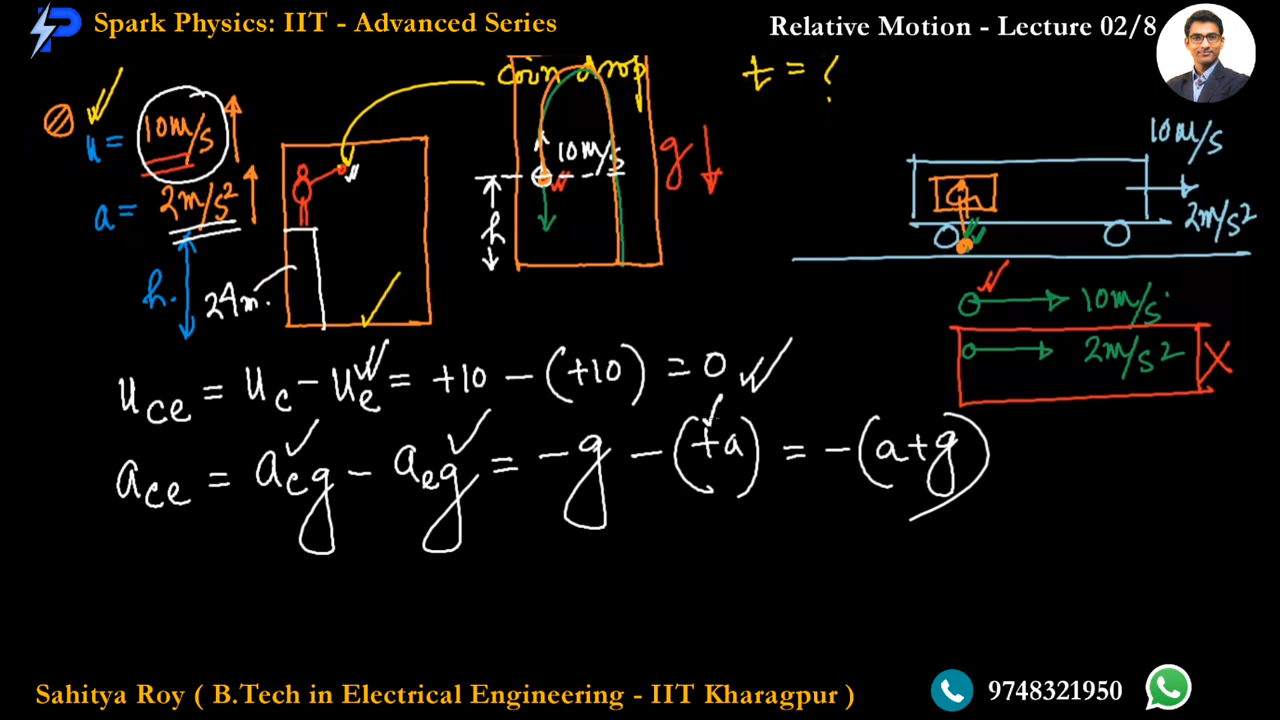 Spark Physics: IIT - Advanced Series
Relative Motion - Lecture 02/8
coin drop
t = ?
u = 10m/s
a = 2m/s²
h.
24m.
10m/s
h
g
10m/s
2m/s²
10m/s
2m/s² X
u_ce = u_c - u_e = +10 - (+10) = 0
a_ce = a_cg - a_eg = -g - (+a) = -(a+g)
Sahitya Roy ( B.Tech in Electrical Engineering - IIT Kharagpur )
9748321950